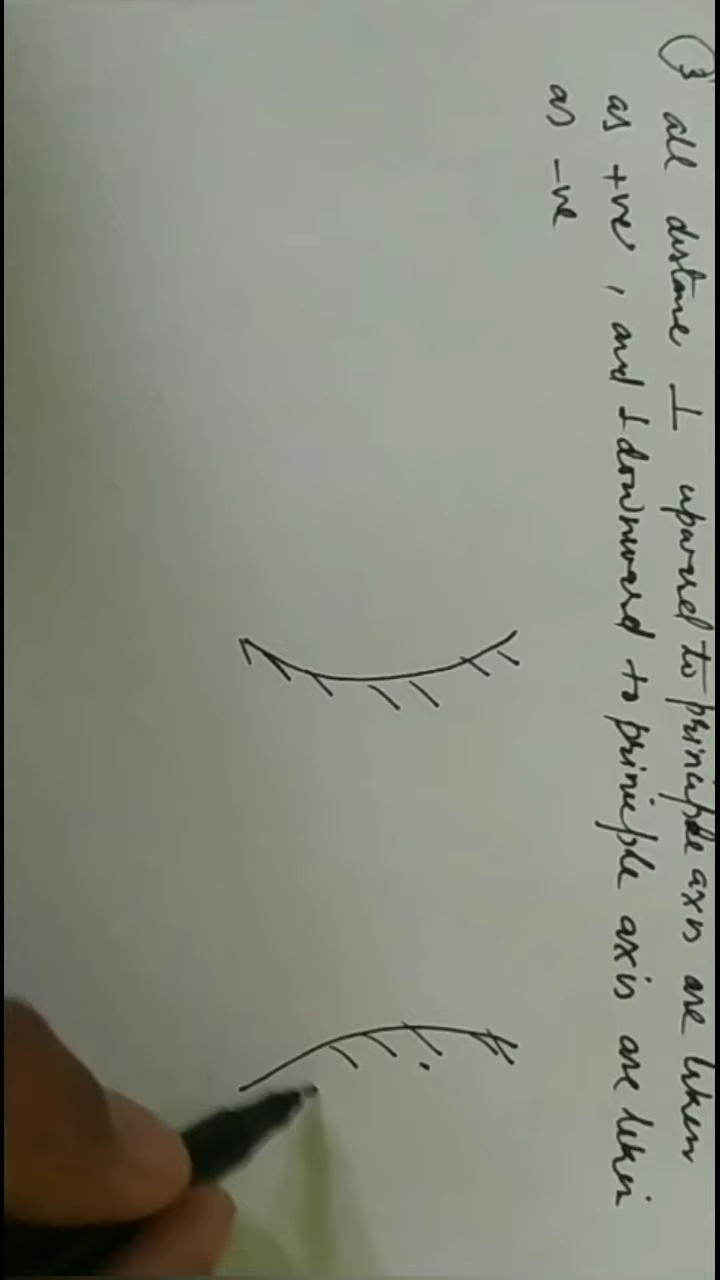 ③ all distance ⊥ upward to principle axis are taken
as +ve, and ⊥ downward to principle axis are taken
as -ve